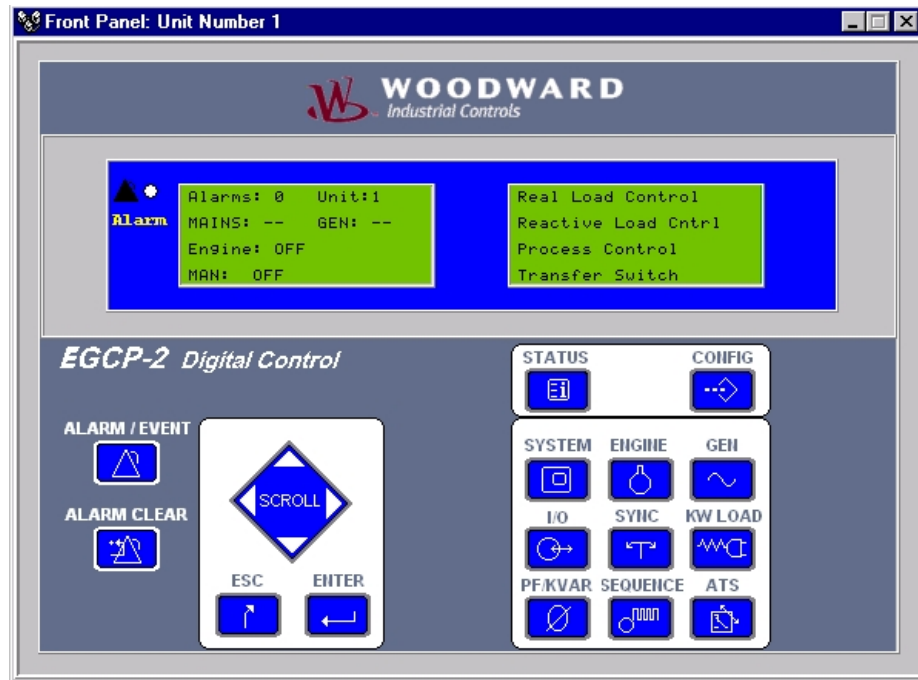 Front Panel: Unit Number 1
WOODWARD
Industrial Controls
Alarm
Alarms: 0 Unit:1
MAINS: -- GEN: --
Engine: OFF
MAN: OFF
Real Load Control
Reactive Load Cntrl
Process Control
Transfer Switch
EGCP-2 Digital Control
STATUS CONFIG
ALARM / EVENT
ALARM CLEAR
SCROLL
ESC ENTER
SYSTEM ENGINE GEN
I/O SYNC KW LOAD
PF/KVAR SEQUENCE ATS